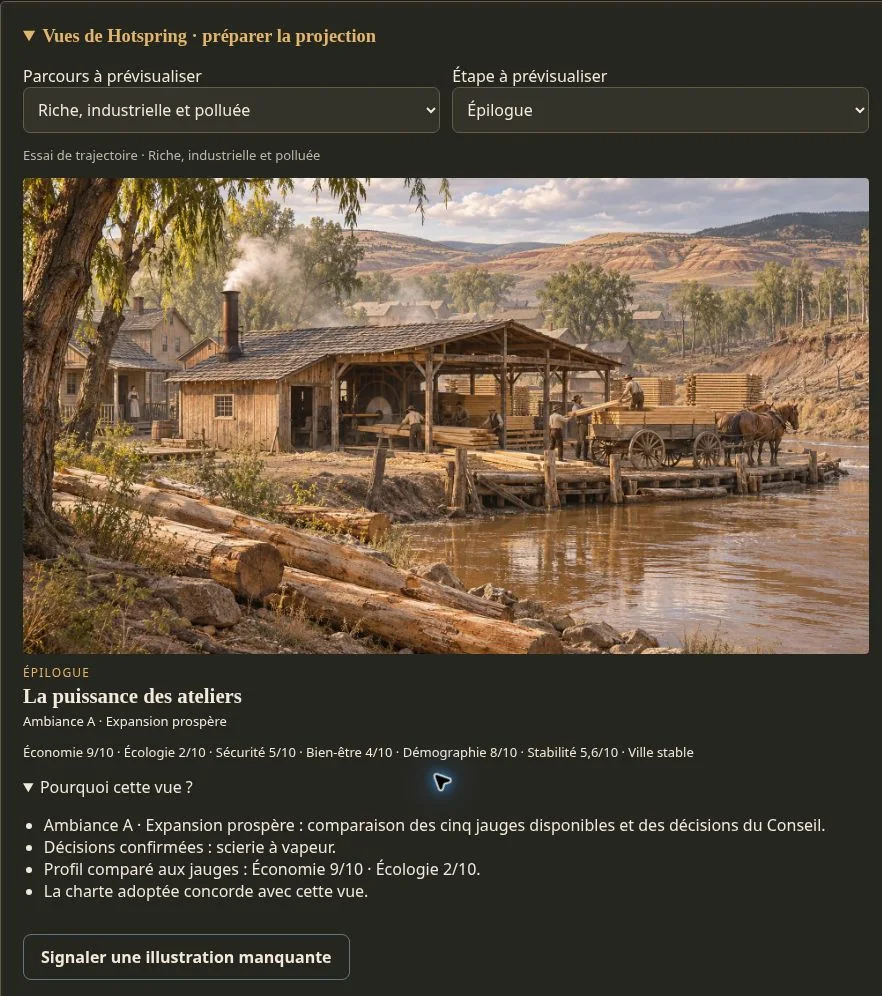 ▼ Vues de Hotspring · préparer la projection
Parcours à prévisualiser
Étape à prévisualiser
Riche, industrielle et polluée
Épilogue
Essai de trajectoire · Riche, industrielle et polluée
ÉPILOGUE
La puissance des ateliers
Ambiance A · Expansion prospère
Économie 9/10 · Écologie 2/10 · Sécurité 5/10 · Bien-être 4/10 · Démographie 8/10 · Stabilité 5,6/10 · Ville stable
▼ Pourquoi cette vue ?
• Ambiance A · Expansion prospère : comparaison des cinq jauges disponibles et des décisions du Conseil.
• Décisions confirmées : scierie à vapeur.
• Profil comparé aux jauges : Économie 9/10 · Écologie 2/10.
• La charte adoptée concorde avec cette vue.
Signaler une illustration manquante